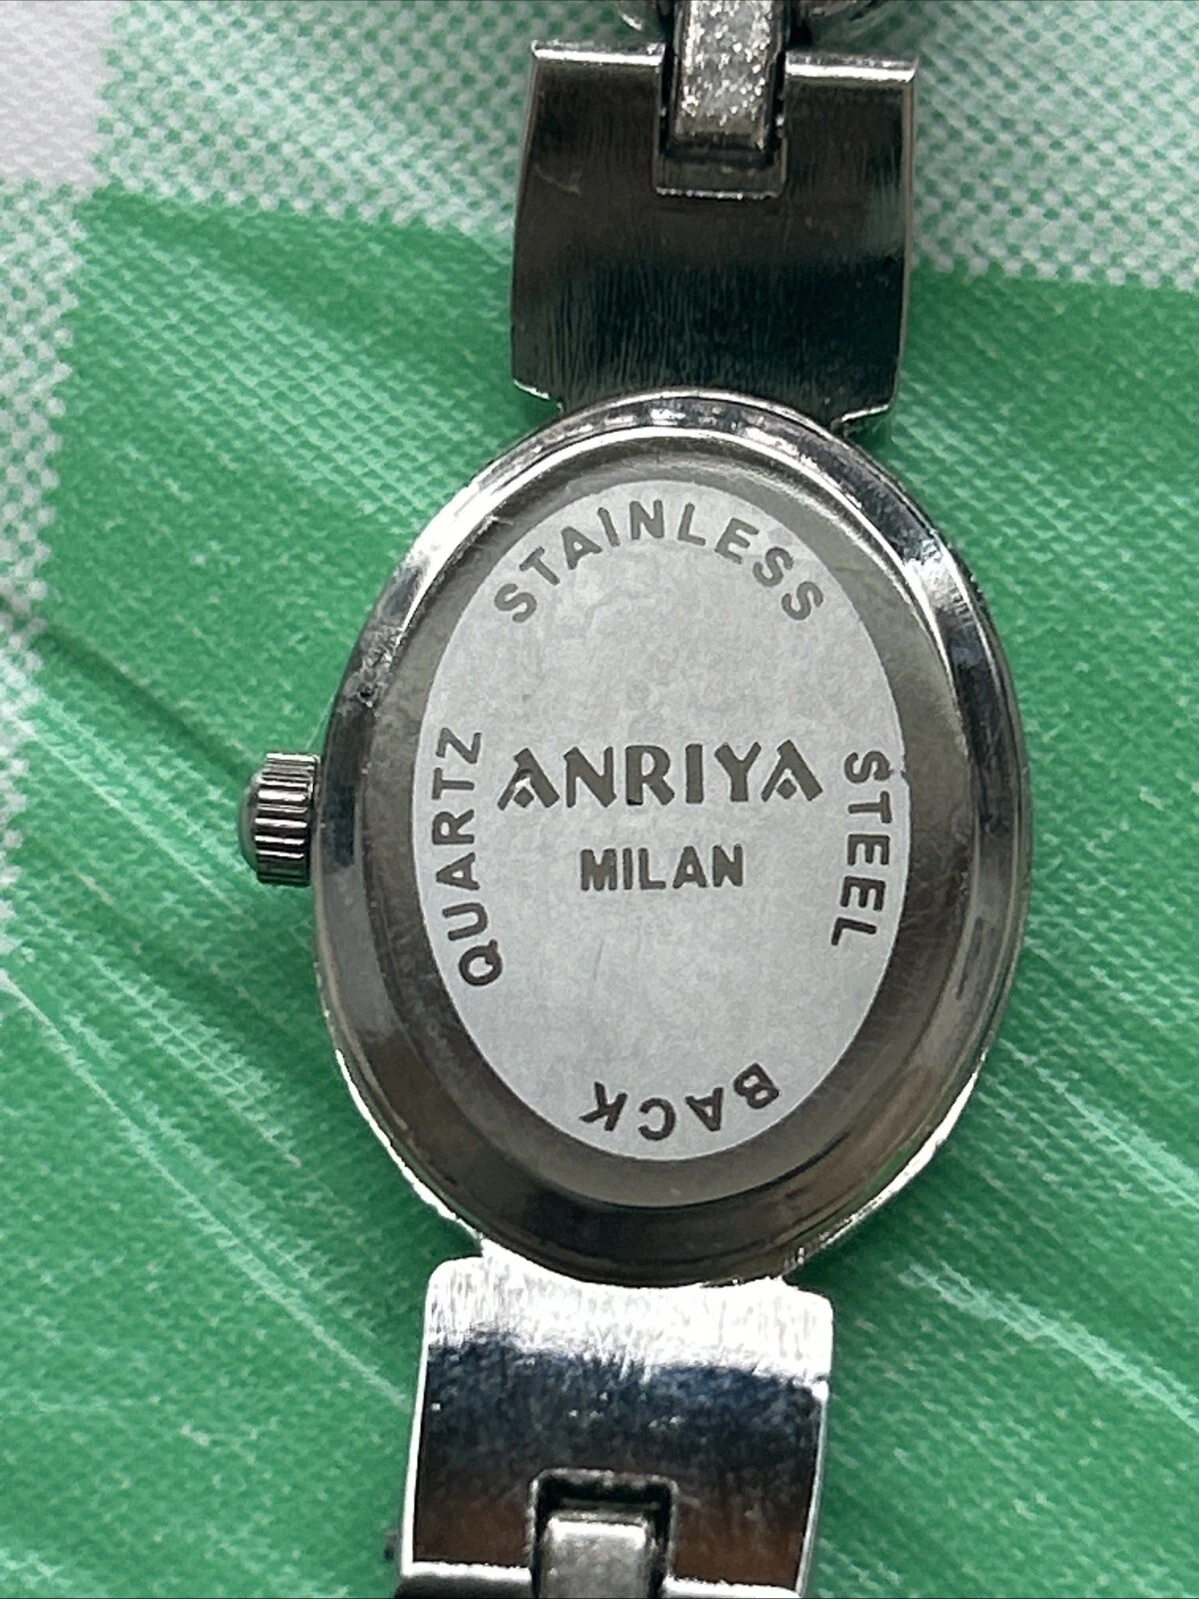 STAINLESS
STEEL
BACK
QUARTZ
ANRIYA
MILAN